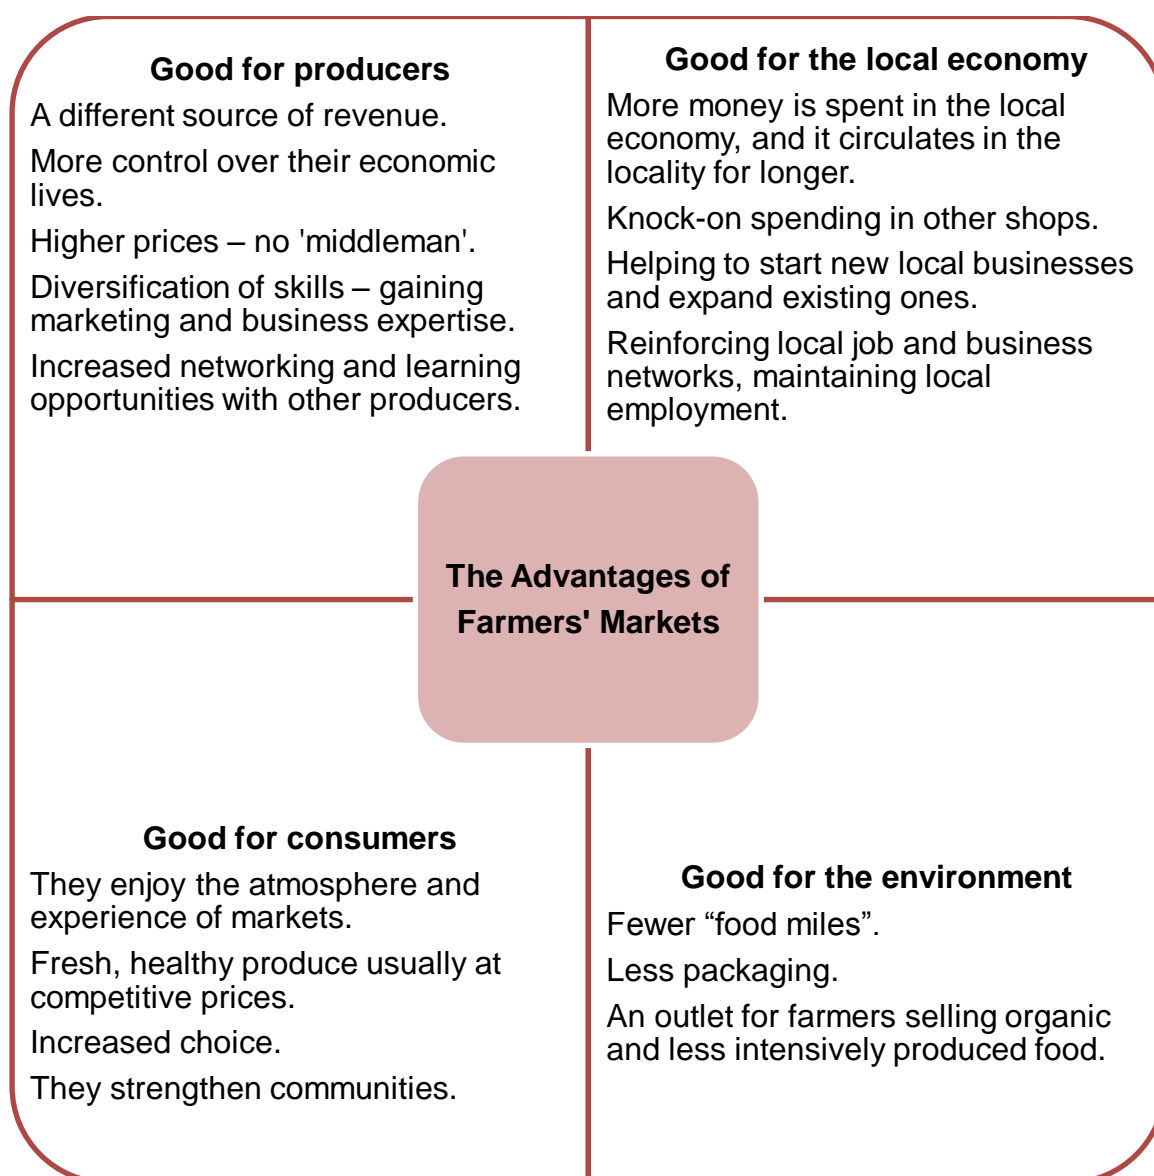 Good for producers
A different source of revenue.
More control over their economic
lives.
Higher prices – no 'middleman'.
Diversification of skills – gaining
marketing and business expertise.
Increased networking and learning
opportunities with other producers.
Good for the local economy
More money is spent in the local
economy, and it circulates in the
locality for longer.
Knock-on spending in other shops.
Helping to start new local businesses
and expand existing ones.
Reinforcing local job and business
networks, maintaining local
employment.
The Advantages of
Farmers' Markets
Good for consumers
They enjoy the atmosphere and
experience of markets.
Fresh, healthy produce usually at
competitive prices.
Increased choice.
They strengthen communities.
Good for the environment
Fewer “food miles”.
Less packaging.
An outlet for farmers selling organic
and less intensively produced food.